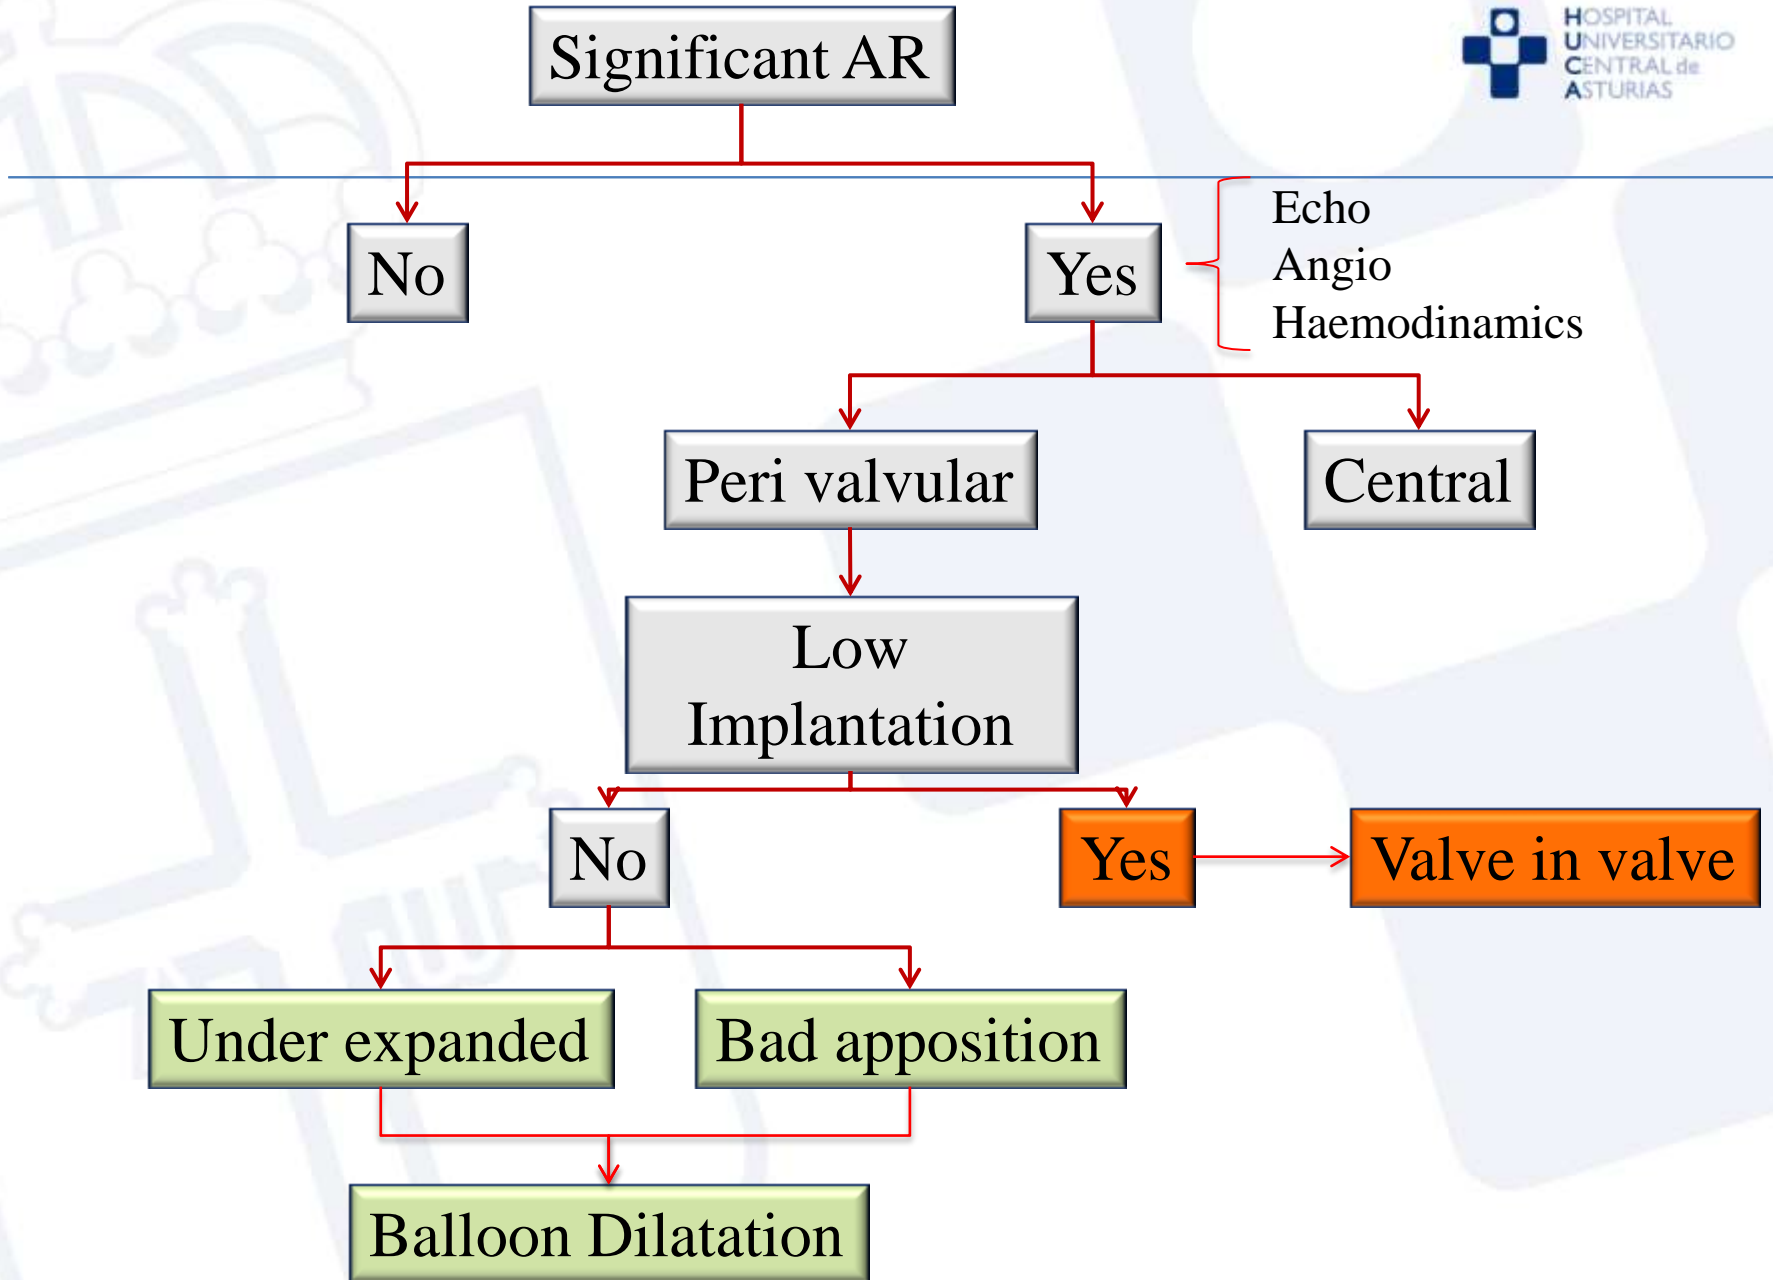 Significant AR
HOSPITAL
UNIVERSITARIO
CENTRAL de
ASTURIAS
No
Yes
Echo
Angio
Haemodinamics
Peri valvular
Central
Low
Implantation
No
Yes
Valve in valve
Under expanded
Bad apposition
Balloon Dilatation